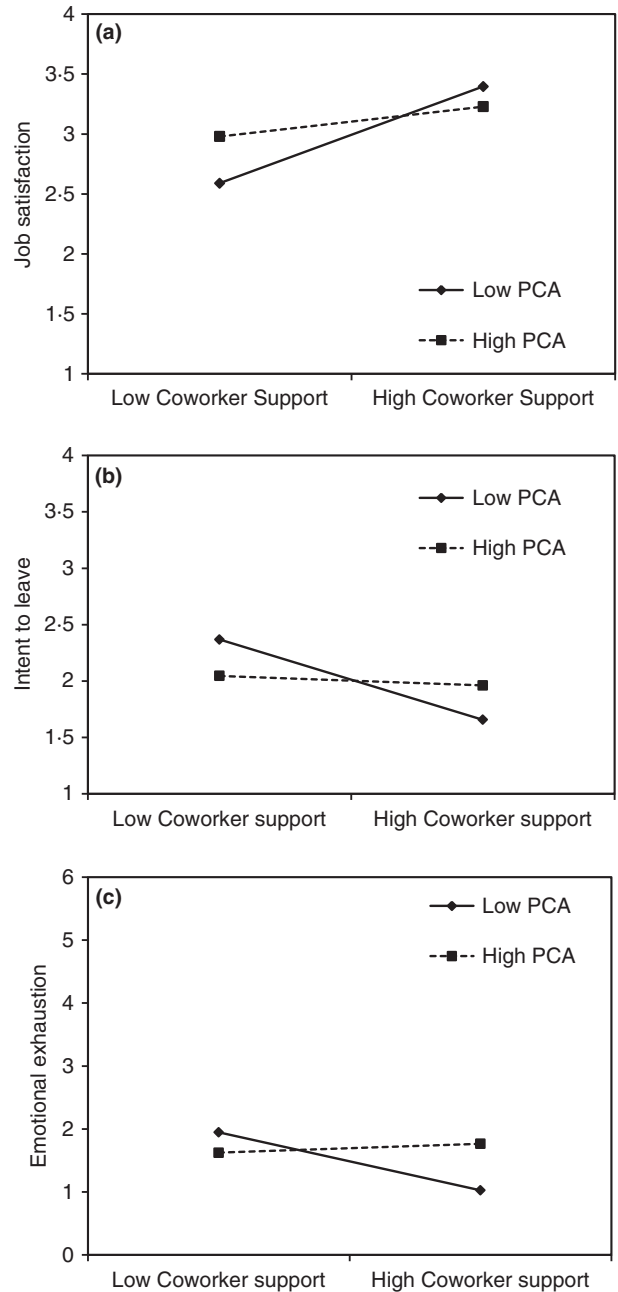 (a)
4
3·5
3
2·5
2
1·5
1
Job satisfaction
Low PCA
High PCA
Low Coworker Support
High Coworker Support
(b)
4
3·5
3
2·5
2
1·5
1
Intent to leave
Low PCA
High PCA
Low Coworker support
High Coworker support
(c)
6
5
4
3
2
1
0
Emotional exhaustion
Low PCA
High PCA
Low Coworker support
High Coworker support